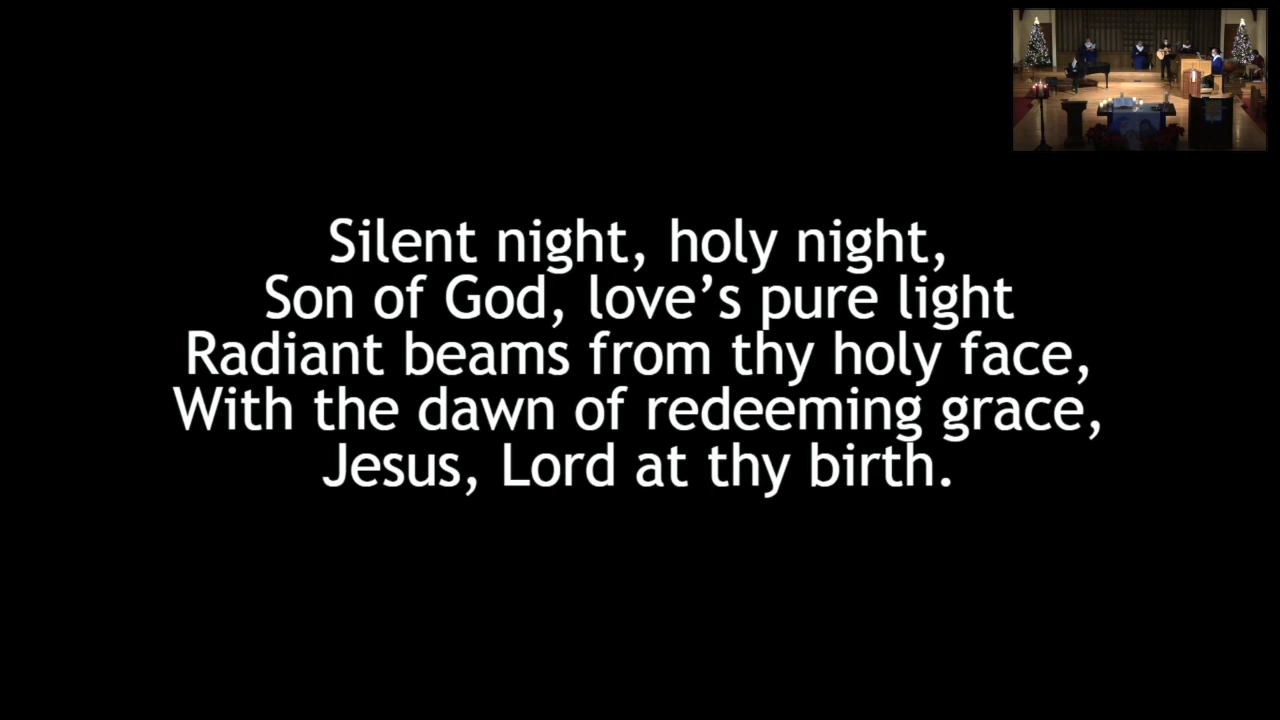 Silent night, holy night,
Son of God, love’s pure light
Radiant beams from thy holy face,
With the dawn of redeeming grace,
Jesus, Lord at thy birth.